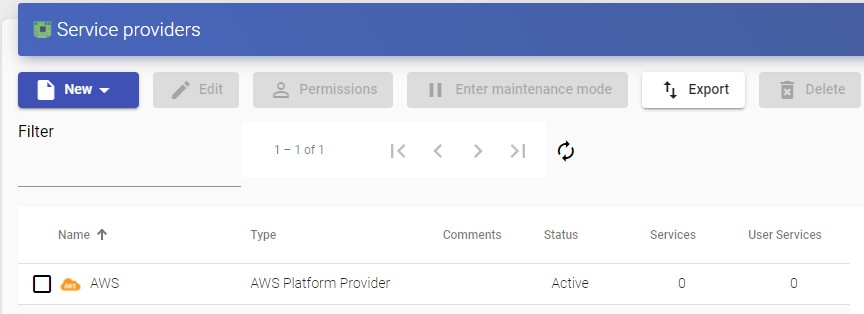 Service providers
New Edit Permissions Enter maintenance mode Export Delete
Filter
1 – 1 of 1
Name Type Comments Status Services User Services
AWS AWS AWS Platform Provider Active 0 0